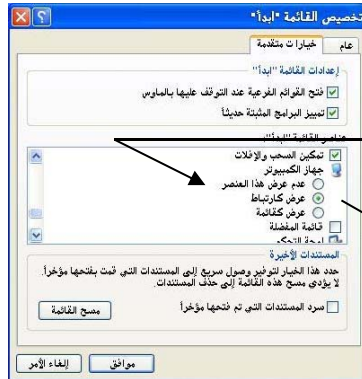 تخصيص القائمة "ابدأ"
عام
خيارات متقدمة
إعدادات القائمة "ابدأ"
فتح القوائم الفرعية عند التوقف عليها بالماوس
تمييز البرامج المثبتة حديثاً
عناصر القائمة "ابدأ":
تمكين السحب والإفلات
جهاز الكمبيوتر
عدم عرض هذا العنصر
عرض كارتباط
عرض كقائمة
قائمة المفضلة
لوحة التحكم
المستندات الأخيرة
حدد هذا الخيار لتوفير وصول سريع إلى المستندات التي قمت بفتحها مؤخراً.
لا يؤدي مسح هذه القائمة إلى حذف المستندات.
سرد المستندات التي تم فتحها مؤخراً
مسح القائمة
موافق
إلغاء الأمر